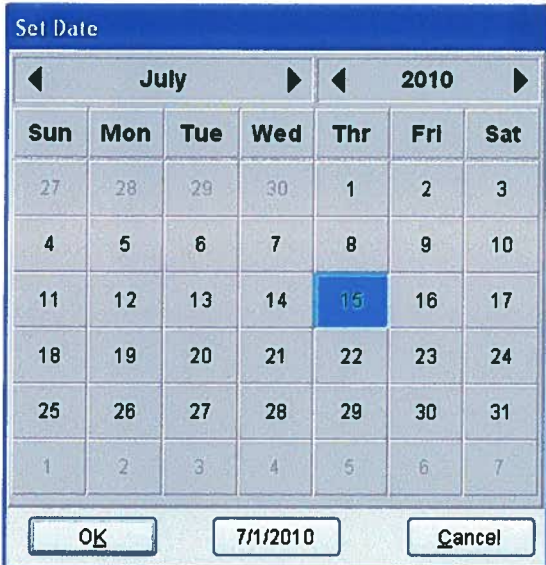 Set Date
July 2010
Sun Mon Tue Wed Thr Fri Sat
27 28 29 30 1 2 3
4 5 6 7 8 9 10
11 12 13 14 15 16 17
18 19 20 21 22 23 24
25 26 27 28 29 30 31
1 2 3 4 5 6 7
OK 7/1/2010 Cancel